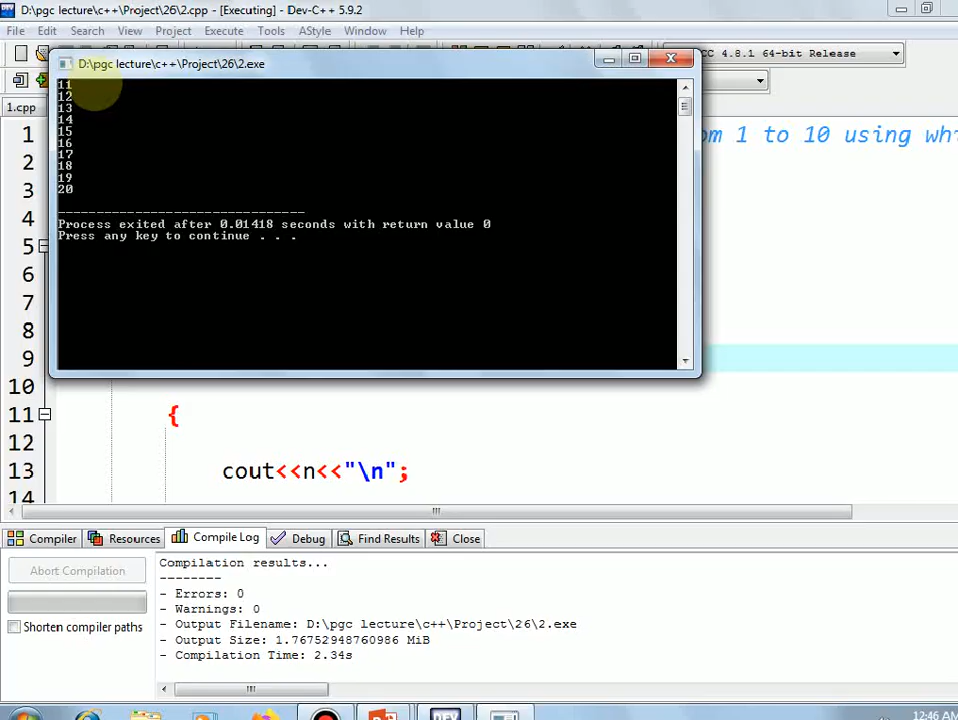 D:\pgc lecture\c++\Project\26\2.cpp - [Executing] - Dev-C++ 5.9.2
File Edit Search View Project Execute Tools AStyle Window Help
D:\pgc lecture\c++\Project\26\2.exe
CC 4.8.1 64-bit Release
1.cpp
11
12
13
14
15
16
17
18
19
20
--------------------------------
Process exited after 0.01418 seconds with return value 0
Press any key to continue . . .
1 om 1 to 10 using whi
2
3
4
5
6
7
8
9
10
11 {
12
13 cout<<n<<"\n";
14
Compiler Resources Compile Log Debug Find Results Close
Abort Compilation
Shorten compiler paths
Compilation results...
--------
- Errors: 0
- Warnings: 0
- Output Filename: D:\pgc lecture\c++\Project\26\2.exe
- Output Size: 1.76752948760986 MiB
- Compilation Time: 2.34s
DEV
12:46 AM